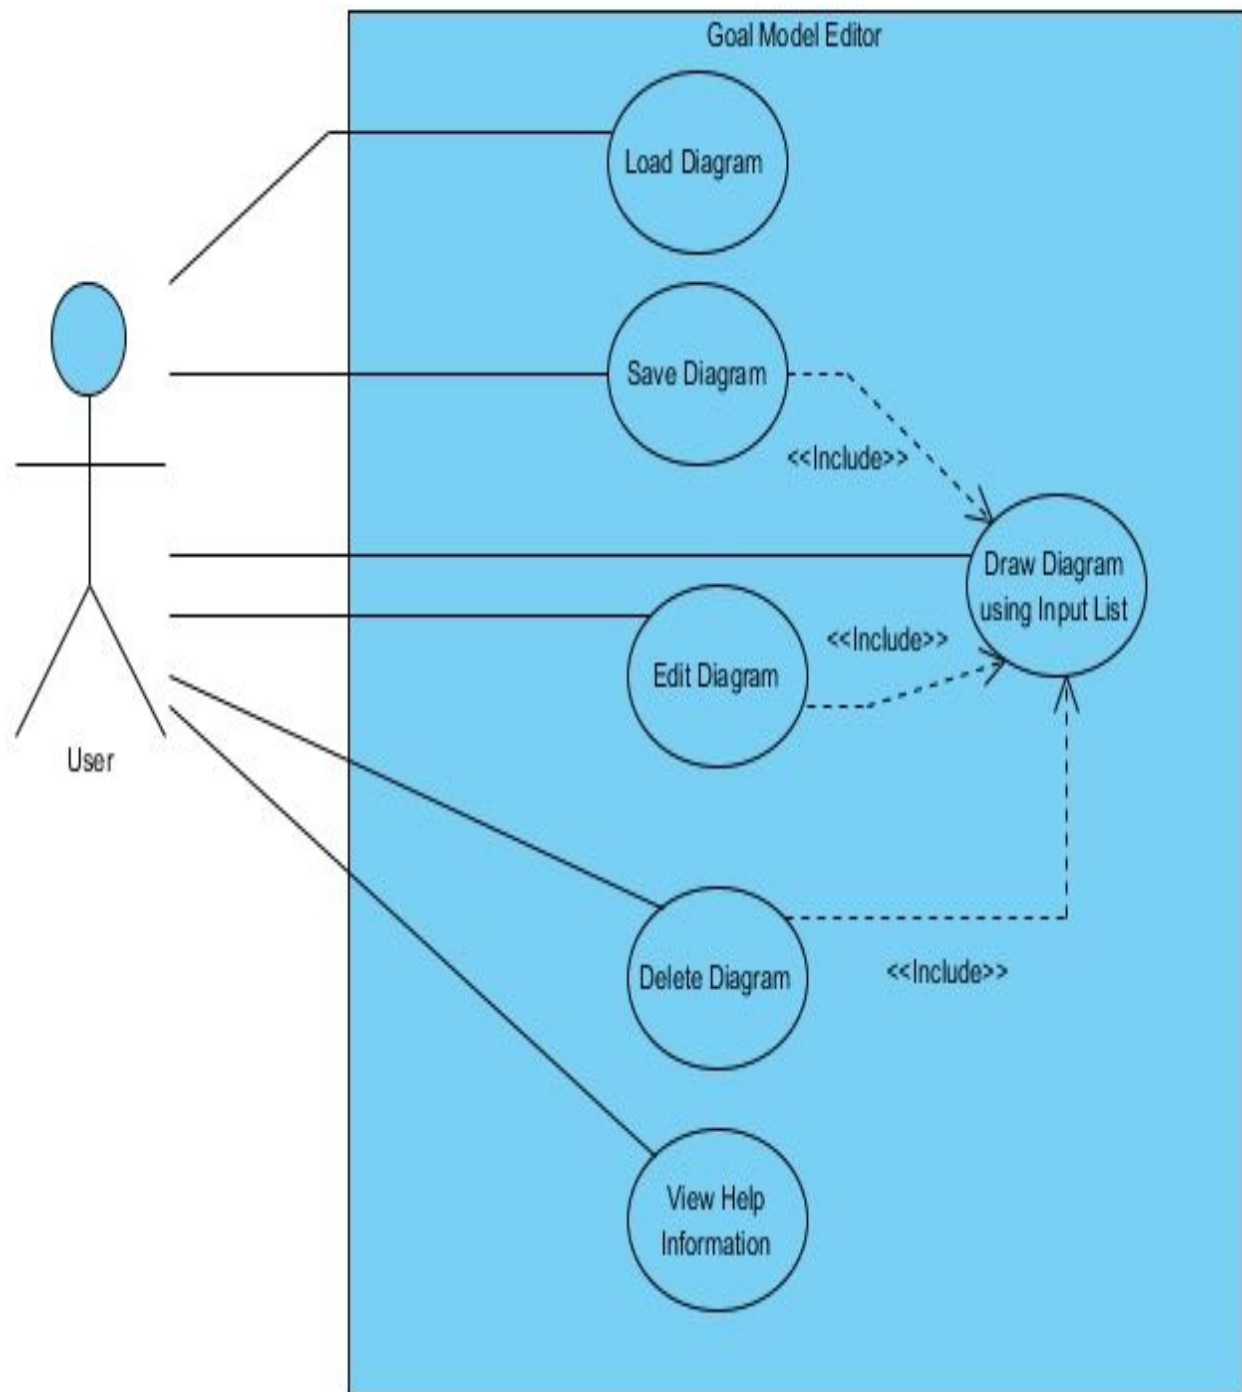 Goal Model Editor
Load Diagram
Save Diagram
<<Include>>
Draw Diagram
using Input List
<<Include>>
Edit Diagram
User
Delete Diagram
<<Include>>
View Help
Information